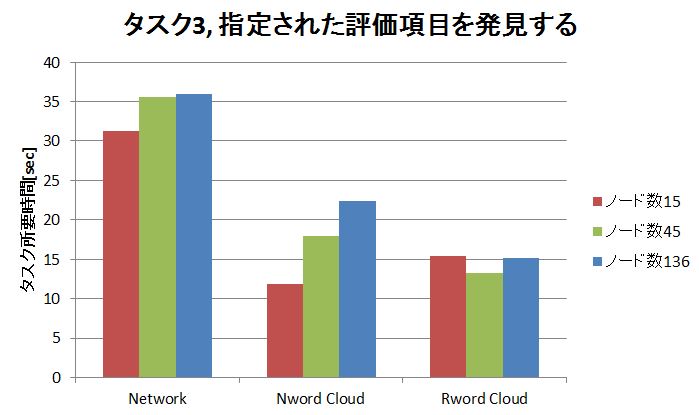 タスク3, 指定された評価項目を発見する
タスク所要時間[sec]
40
35
30
25
20
15
10
5
0
Network
Nword Cloud
Rword Cloud
ノード数15
ノード数45
ノード数136